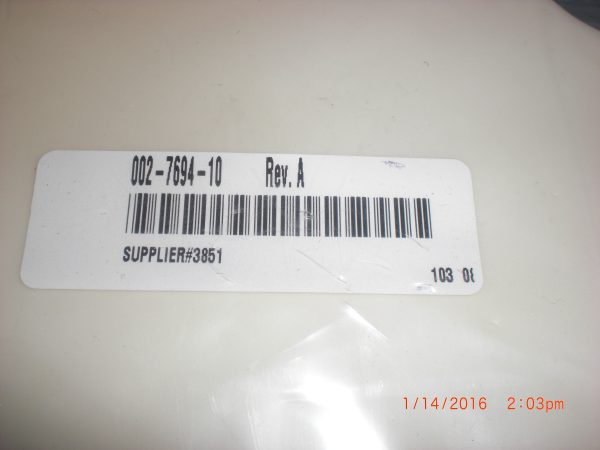 002-7694-10 Rev. A
SUPPLIER#3851
103
1/14/2016 2:03pm